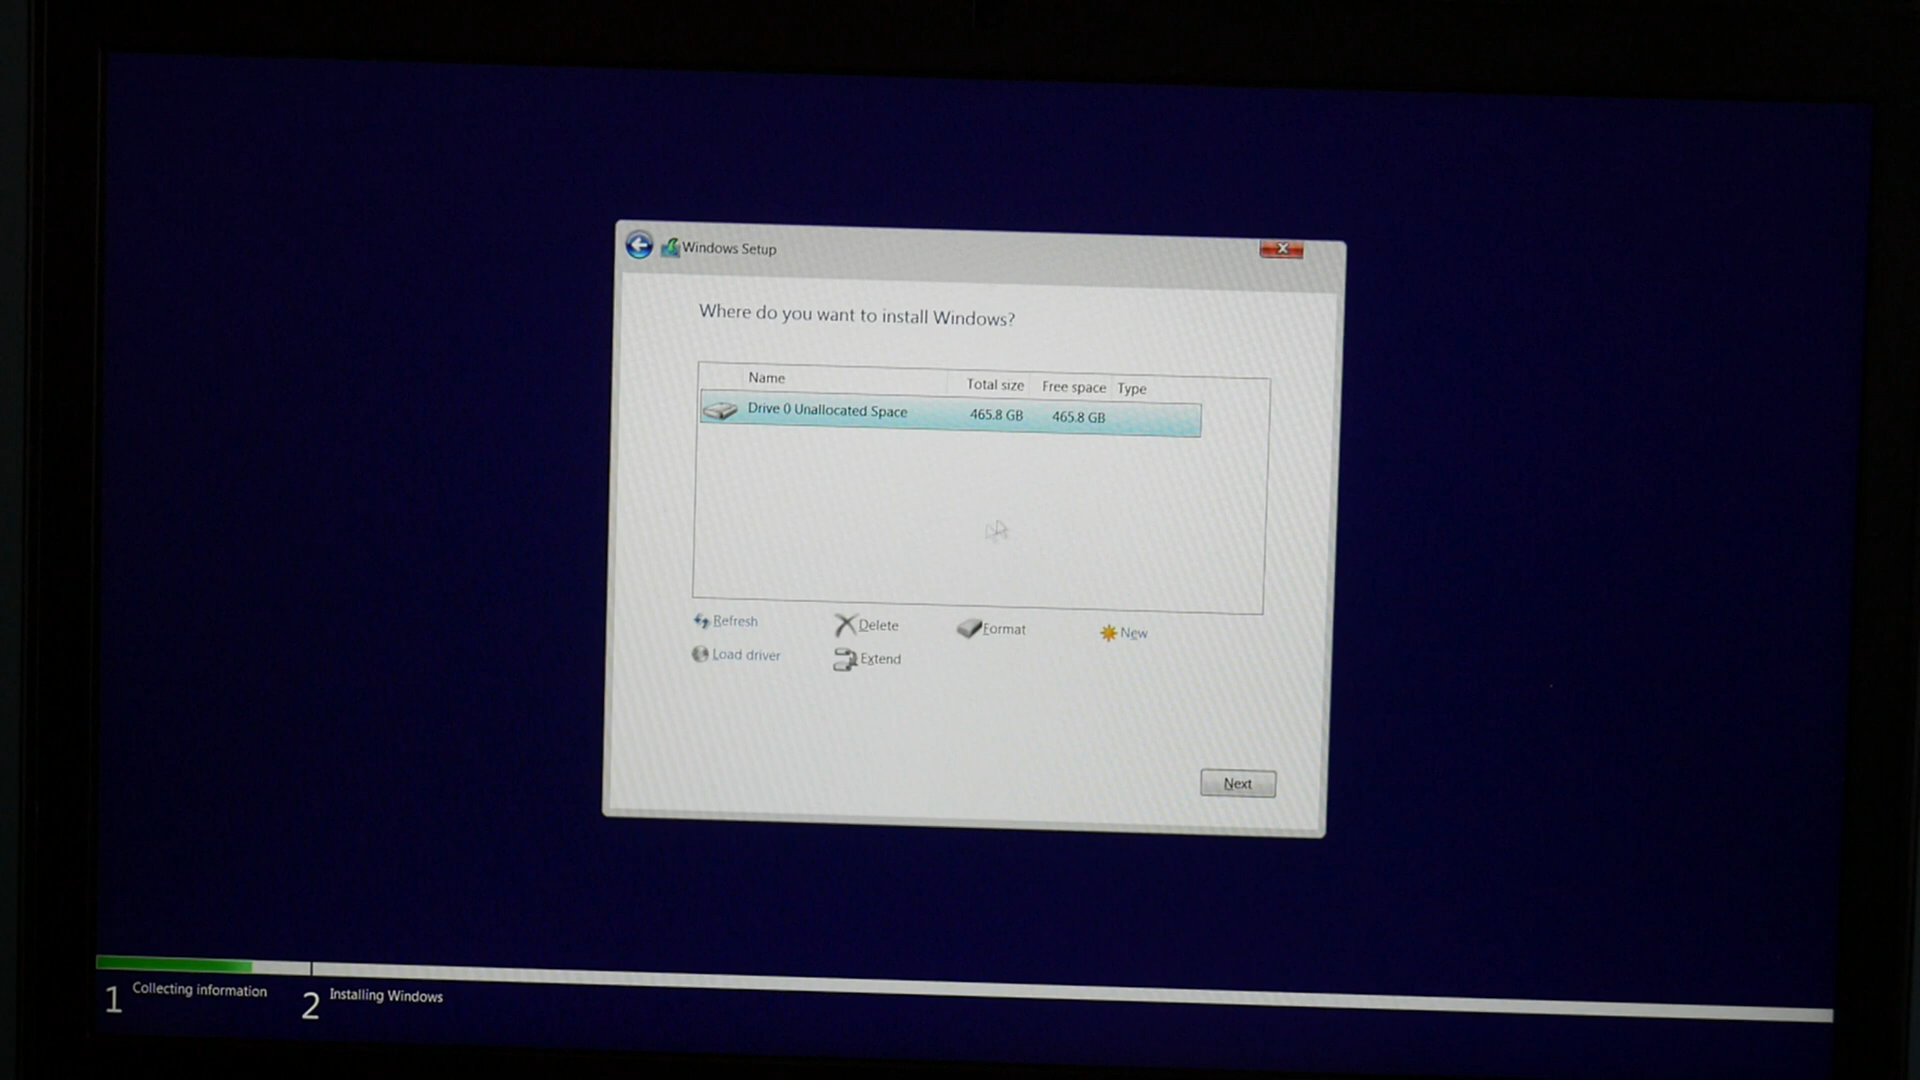 Windows Setup
Where do you want to install Windows?
Name Total size Free space Type
Drive 0 Unallocated Space 465.8 GB 465.8 GB
Refresh Delete Format New
Load driver Extend
Next
1 Collecting information 2 Installing Windows